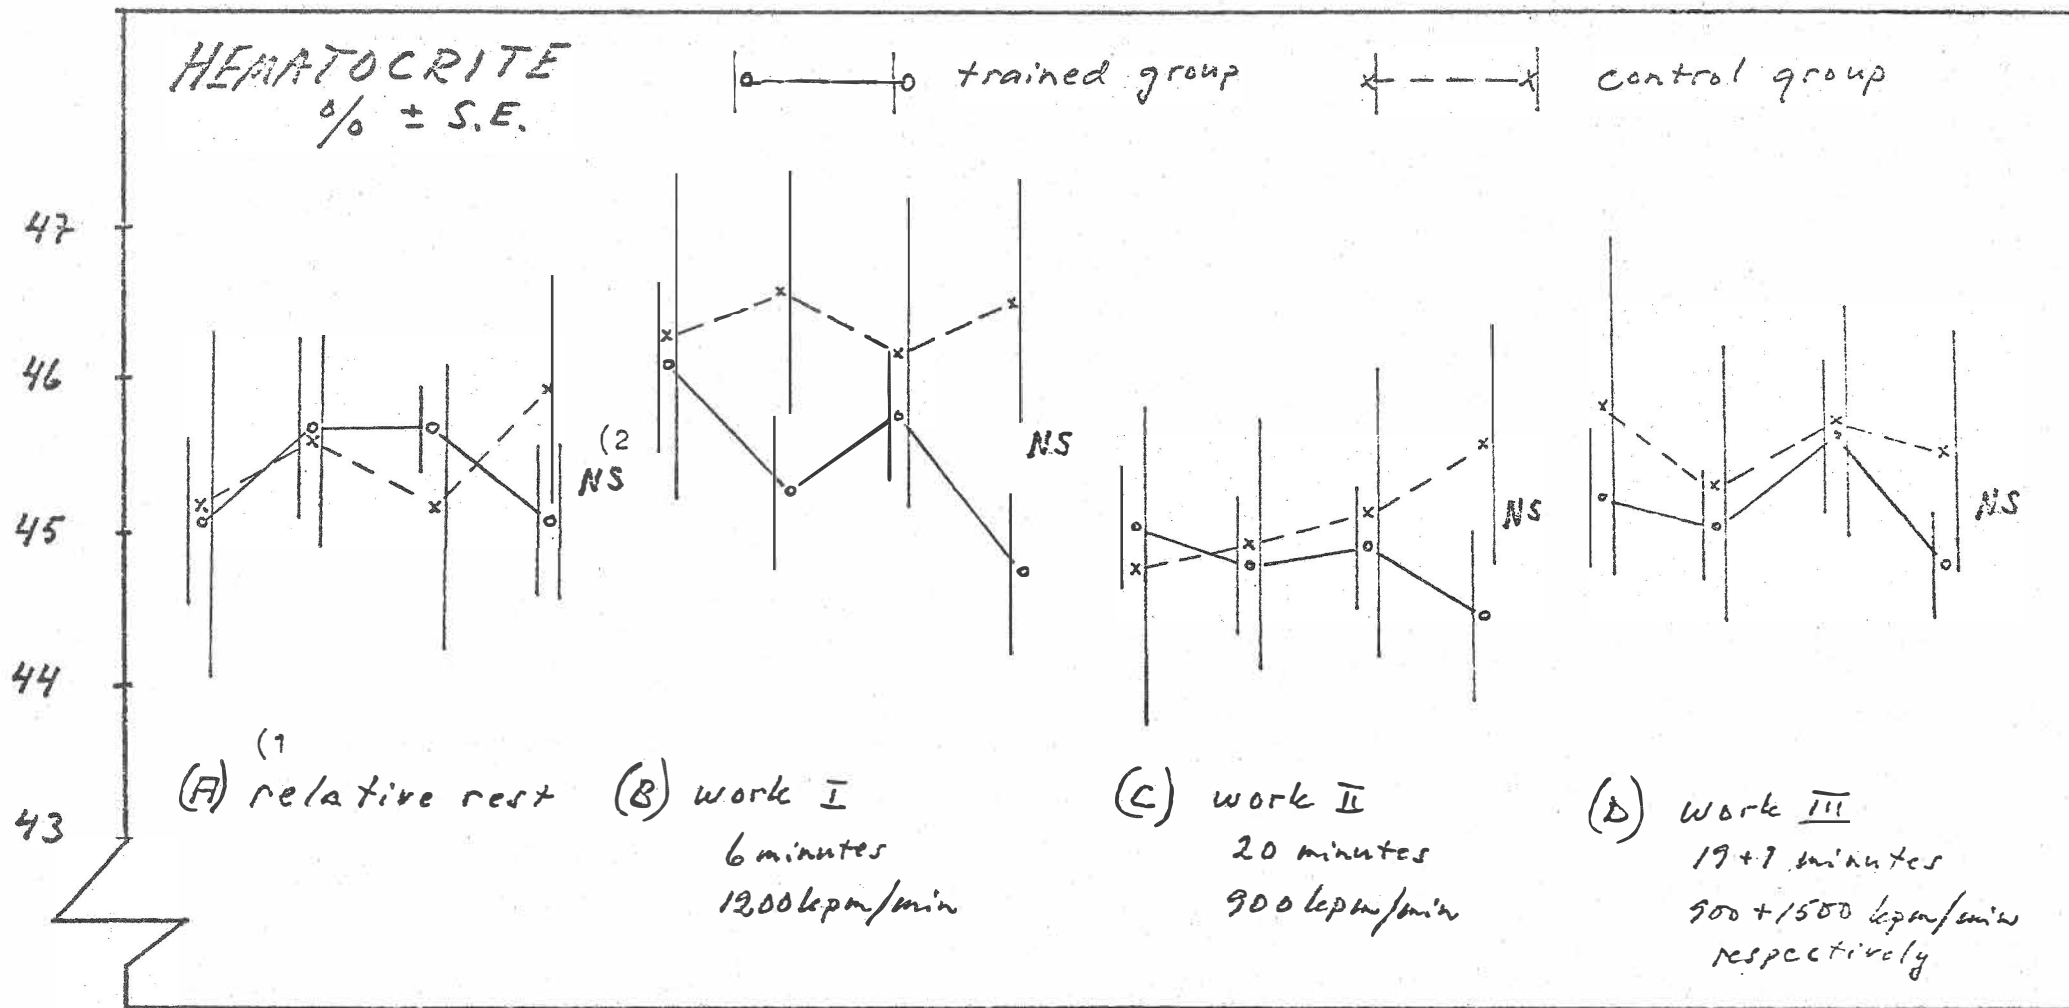 HEMATOCRITE
% ± S.E.
trained group
control group
47
46
45
44
43
(2
NS
NS
NS
NS
(1
(A) relative rest
(B) work I
6 minutes
1200 kpm/min
(C) work II
20 minutes
900 kpm/min
(D) work III
19+1 minutes
900+1500 kpm/min
respectively